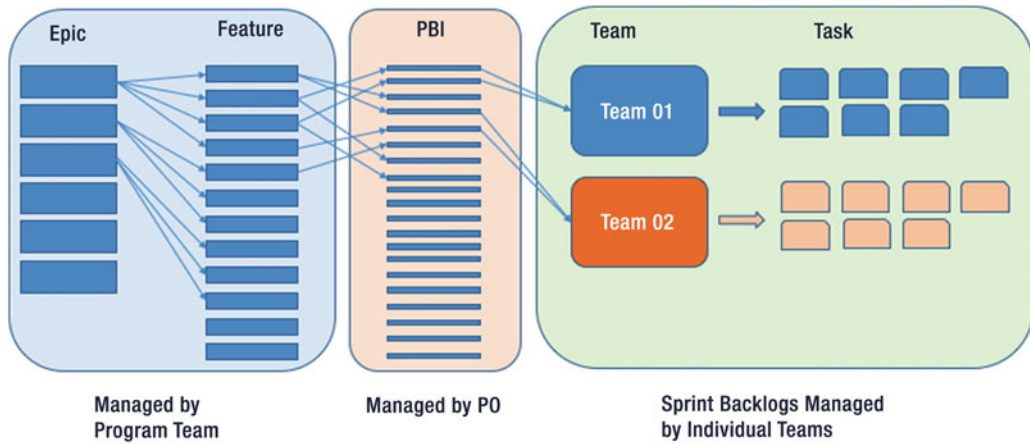 Epic
Feature
PBI
Team
Task
Team 01
Team 02
Managed by
Program Team
Managed by PO
Sprint Backlogs Managed
by Individual Teams